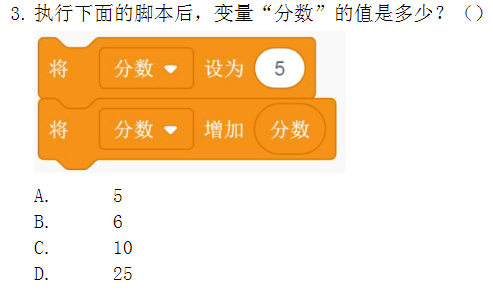 3. 执行下面的脚本后，变量“分数”的值是多少？（）
将 分数 设为 5
将 分数 增加 分数
A. 5
B. 6
C. 10
D. 25